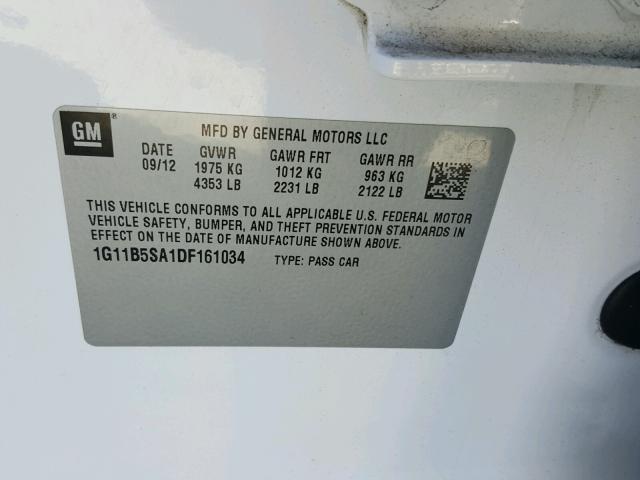 GM®
MFD BY GENERAL MOTORS LLC
DATE GVWR GAWR FRT GAWR RR
09/12 1975 KG 1012 KG 963 KG
4353 LB 2231 LB 2122 LB
THIS VEHICLE CONFORMS TO ALL APPLICABLE U.S. FEDERAL MOTOR
VEHICLE SAFETY, BUMPER, AND THEFT PREVENTION STANDARDS IN
EFFECT ON THE DATE OF MANUFACTURE SHOWN ABOVE.
1G11B5SA1DF161034 TYPE: PASS CAR